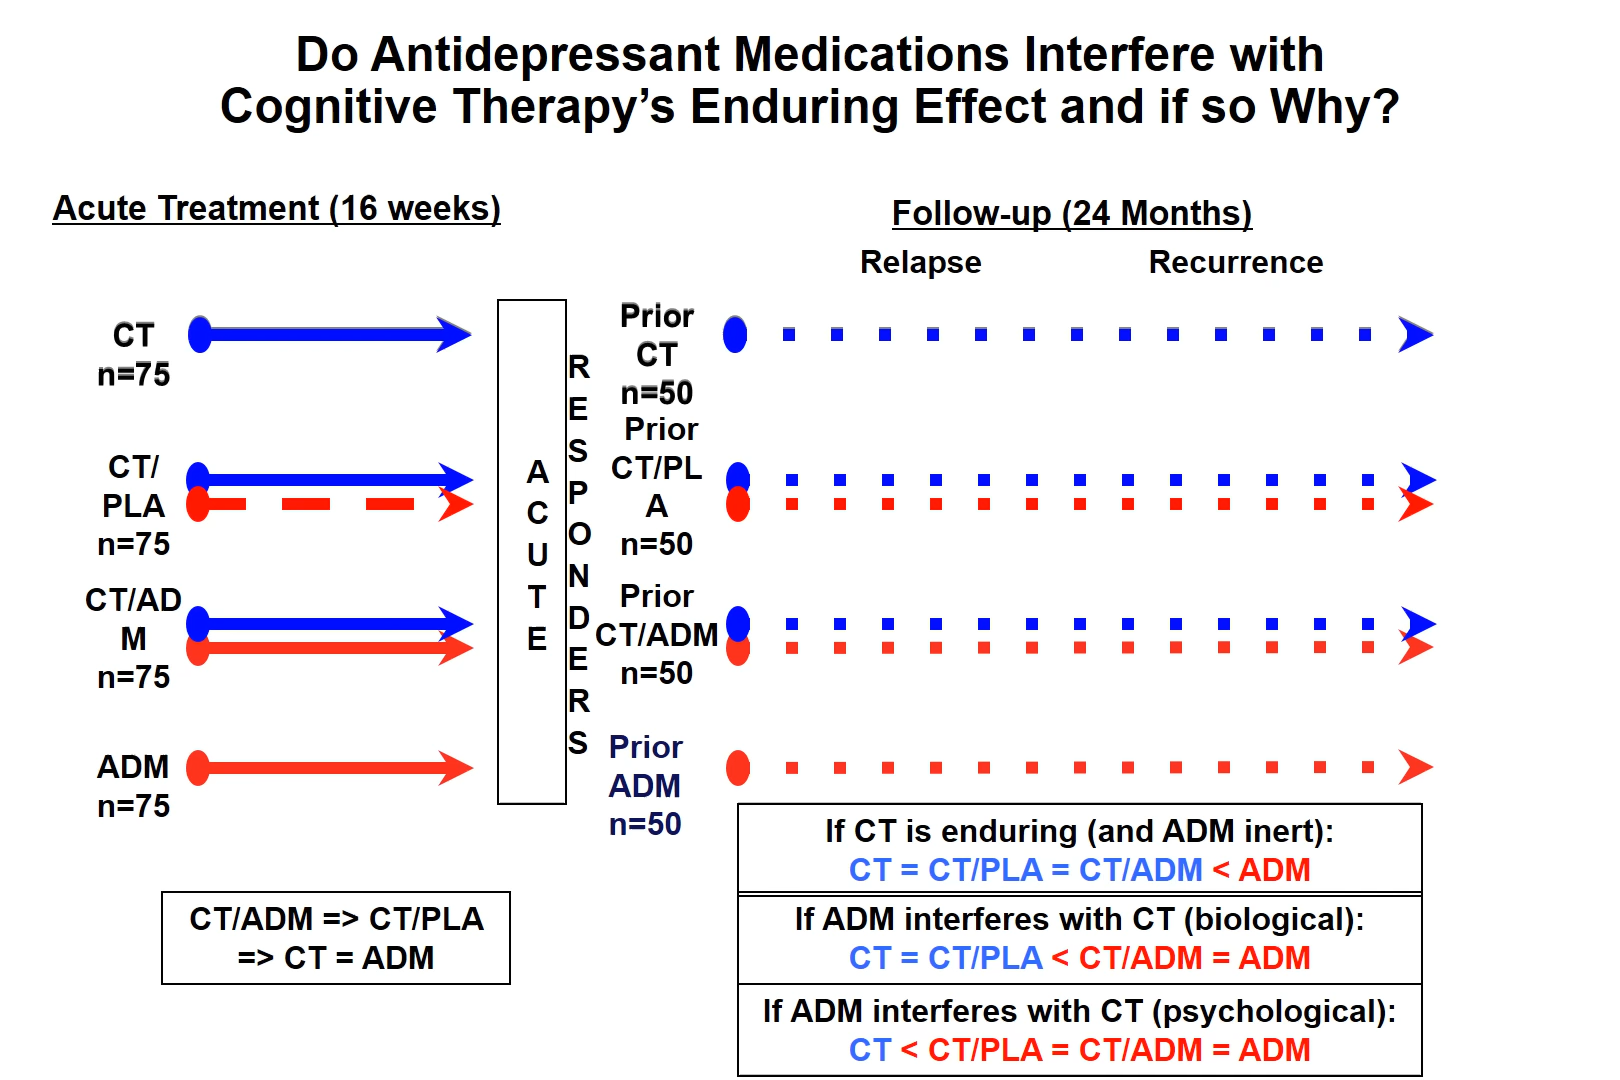 Do Antidepressant Medications Interfere with
Cognitive Therapy’s Enduring Effect and if so Why?
Acute Treatment (16 weeks)
Follow-up (24 Months)
Relapse
Recurrence
CT
n=75
CT/
PLA
n=75
CT/AD
M
n=75
ADM
n=75
A
C
U
T
E
R
E
S
P
O
N
D
E
R
S
Prior
CT
n=50
Prior
CT/PL
A
n=50
Prior
CT/ADM
n=50
Prior
ADM
n=50
CT/ADM => CT/PLA
=> CT = ADM
If CT is enduring (and ADM inert):
CT = CT/PLA = CT/ADM < ADM
If ADM interferes with CT (biological):
CT = CT/PLA < CT/ADM = ADM
If ADM interferes with CT (psychological):
CT < CT/PLA = CT/ADM = ADM